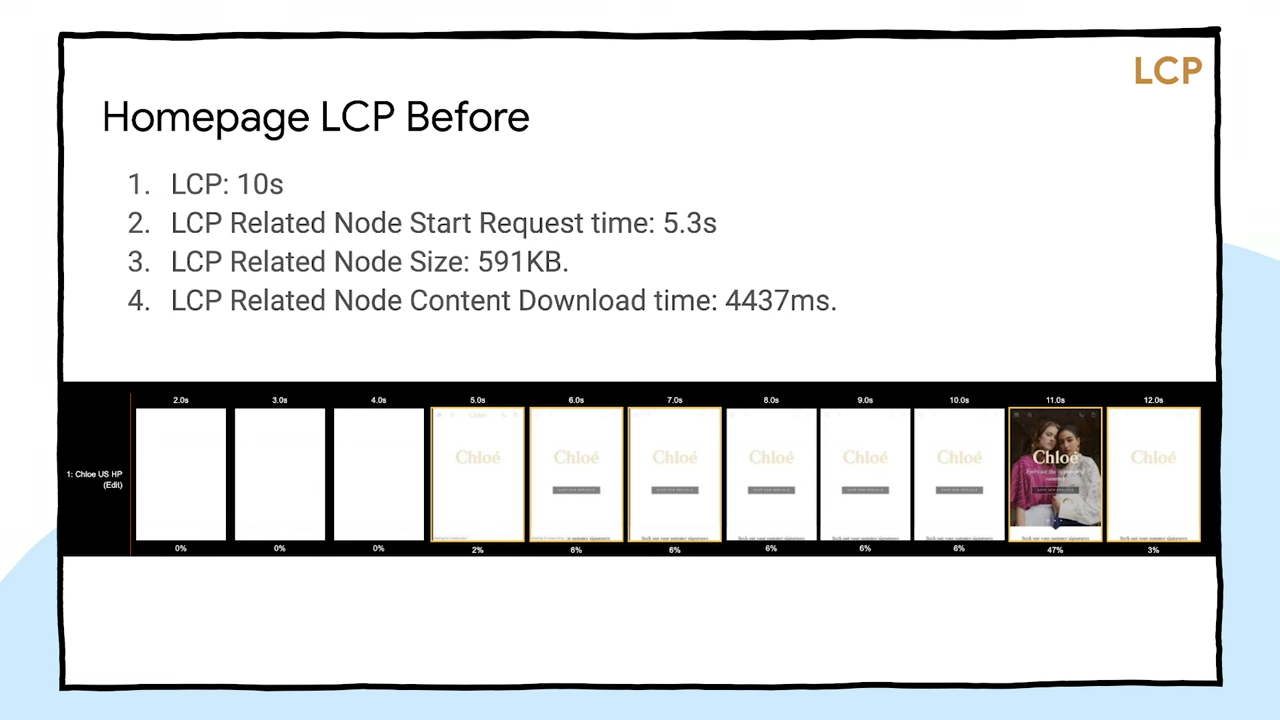 LCP
Homepage LCP Before
1. LCP: 10s
2. LCP Related Node Start Request time: 5.3s
3. LCP Related Node Size: 591KB.
4. LCP Related Node Content Download time: 4437ms.
2.0s 3.0s 4.0s 5.0s 6.0s 7.0s 8.0s 9.0s 10.0s 11.0s 12.0s
Chloé
1: Chloe US HP
(Edit)
Chloé Chloé Chloé Chloé Chloé Chloé Chloé Chloé
0% 0% 0% 2% 6% 6% 6% 6% 6% 47% 3%